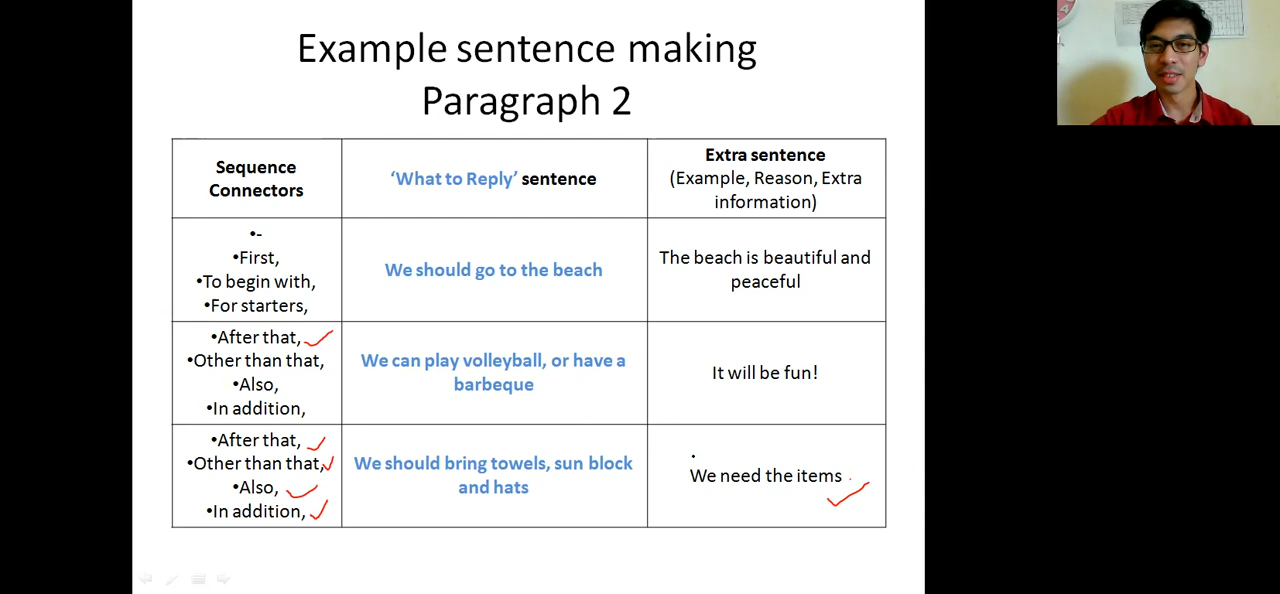 Example sentence making
Paragraph 2
Sequence
Connectors
‘What to Reply’ sentence
Extra sentence
(Example, Reason, Extra
information)
•-
•First,
•To begin with,
•For starters,
We should go to the beach
The beach is beautiful and
peaceful
•After that,
•Other than that,
•Also,
•In addition,
We can play volleyball, or have a
barbeque
It will be fun!
•After that,
•Other than that,
•Also,
•In addition,
We should bring towels, sun block
and hats
We need the items